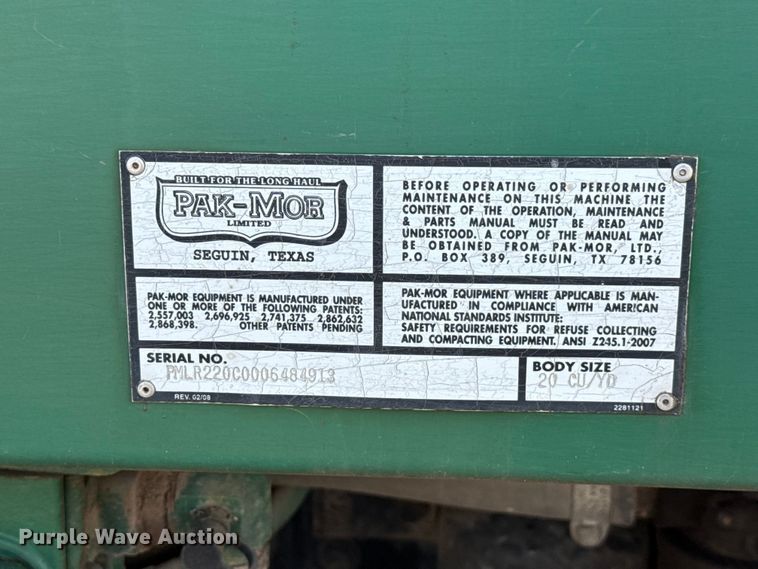 BUILT FOR THE LONG HAUL
PAK-MOR
LIMITED
SEGUIN, TEXAS
BEFORE OPERATING OR PERFORMING
MAINTENANCE ON THIS MACHINE THE
CONTENT OF THE OPERATION, MAINTENANCE
& PARTS MANUAL MUST BE READ AND
UNDERSTOOD. A COPY OF THE MANUAL MAY
BE OBTAINED FROM PAK-MOR, LTD.,
P.O. BOX 389, SEGUIN, TX 78156
PAK-MOR EQUIPMENT IS MANUFACTURED UNDER
ONE OR MORE OF THE FOLLOWING PATENTS:
2,557,003 2,696,925 2,741,375 2,862,632
2,868,398. OTHER PATENTS PENDING
PAK-MOR EQUIPMENT WHERE APPLICABLE IS MAN-
UFACTURED IN COMPLIANCE WITH AMERICAN
NATIONAL STANDARDS INSTITUTE:
SAFETY REQUIREMENTS FOR REFUSE COLLECTING
AND COMPACTING EQUIPMENT, ANSI Z245.1-2007
SERIAL NO.
PMLR220C0006484913
BODY SIZE
20 CU/YD
REV. 02/08
2281121
Purple Wave Auction